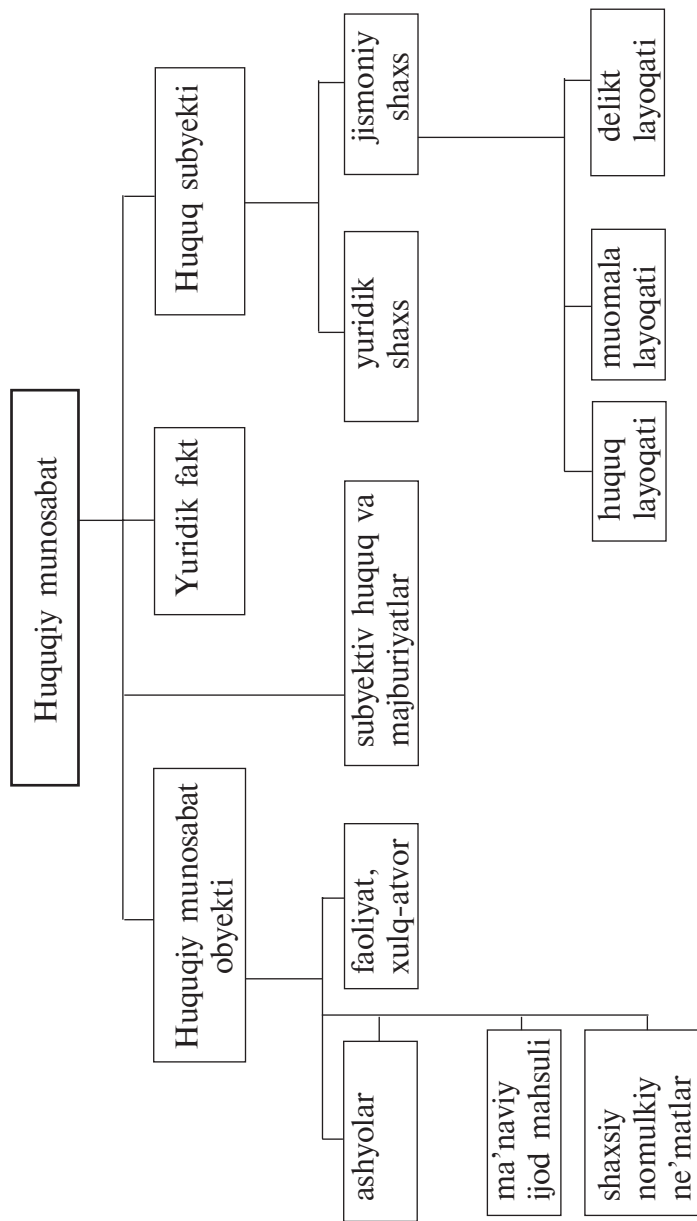 Huquqiy munosabat
Huquqiy munosabat
obyekti
Yuridik fakt
Huquq subyekti
ashyolar
faoliyat,
xulq-atvor
subyektiv huquq va
majburiyatlar
yuridik
shaxs
jismoniy
shaxs
ma’naviy
ijod mahsuli
shaxsiy
nomulkiy
ne’matlar
huquq
layoqati
muomala
layoqati
delikt
layoqati